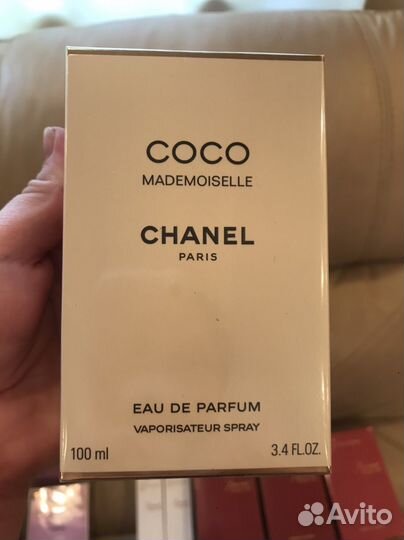 COCO
MADEMOISELLE
CHANEL
PARIS
EAU DE PARFUM
VAPORISATEUR SPRAY
100 ml 3.4 FL.OZ.
Avito